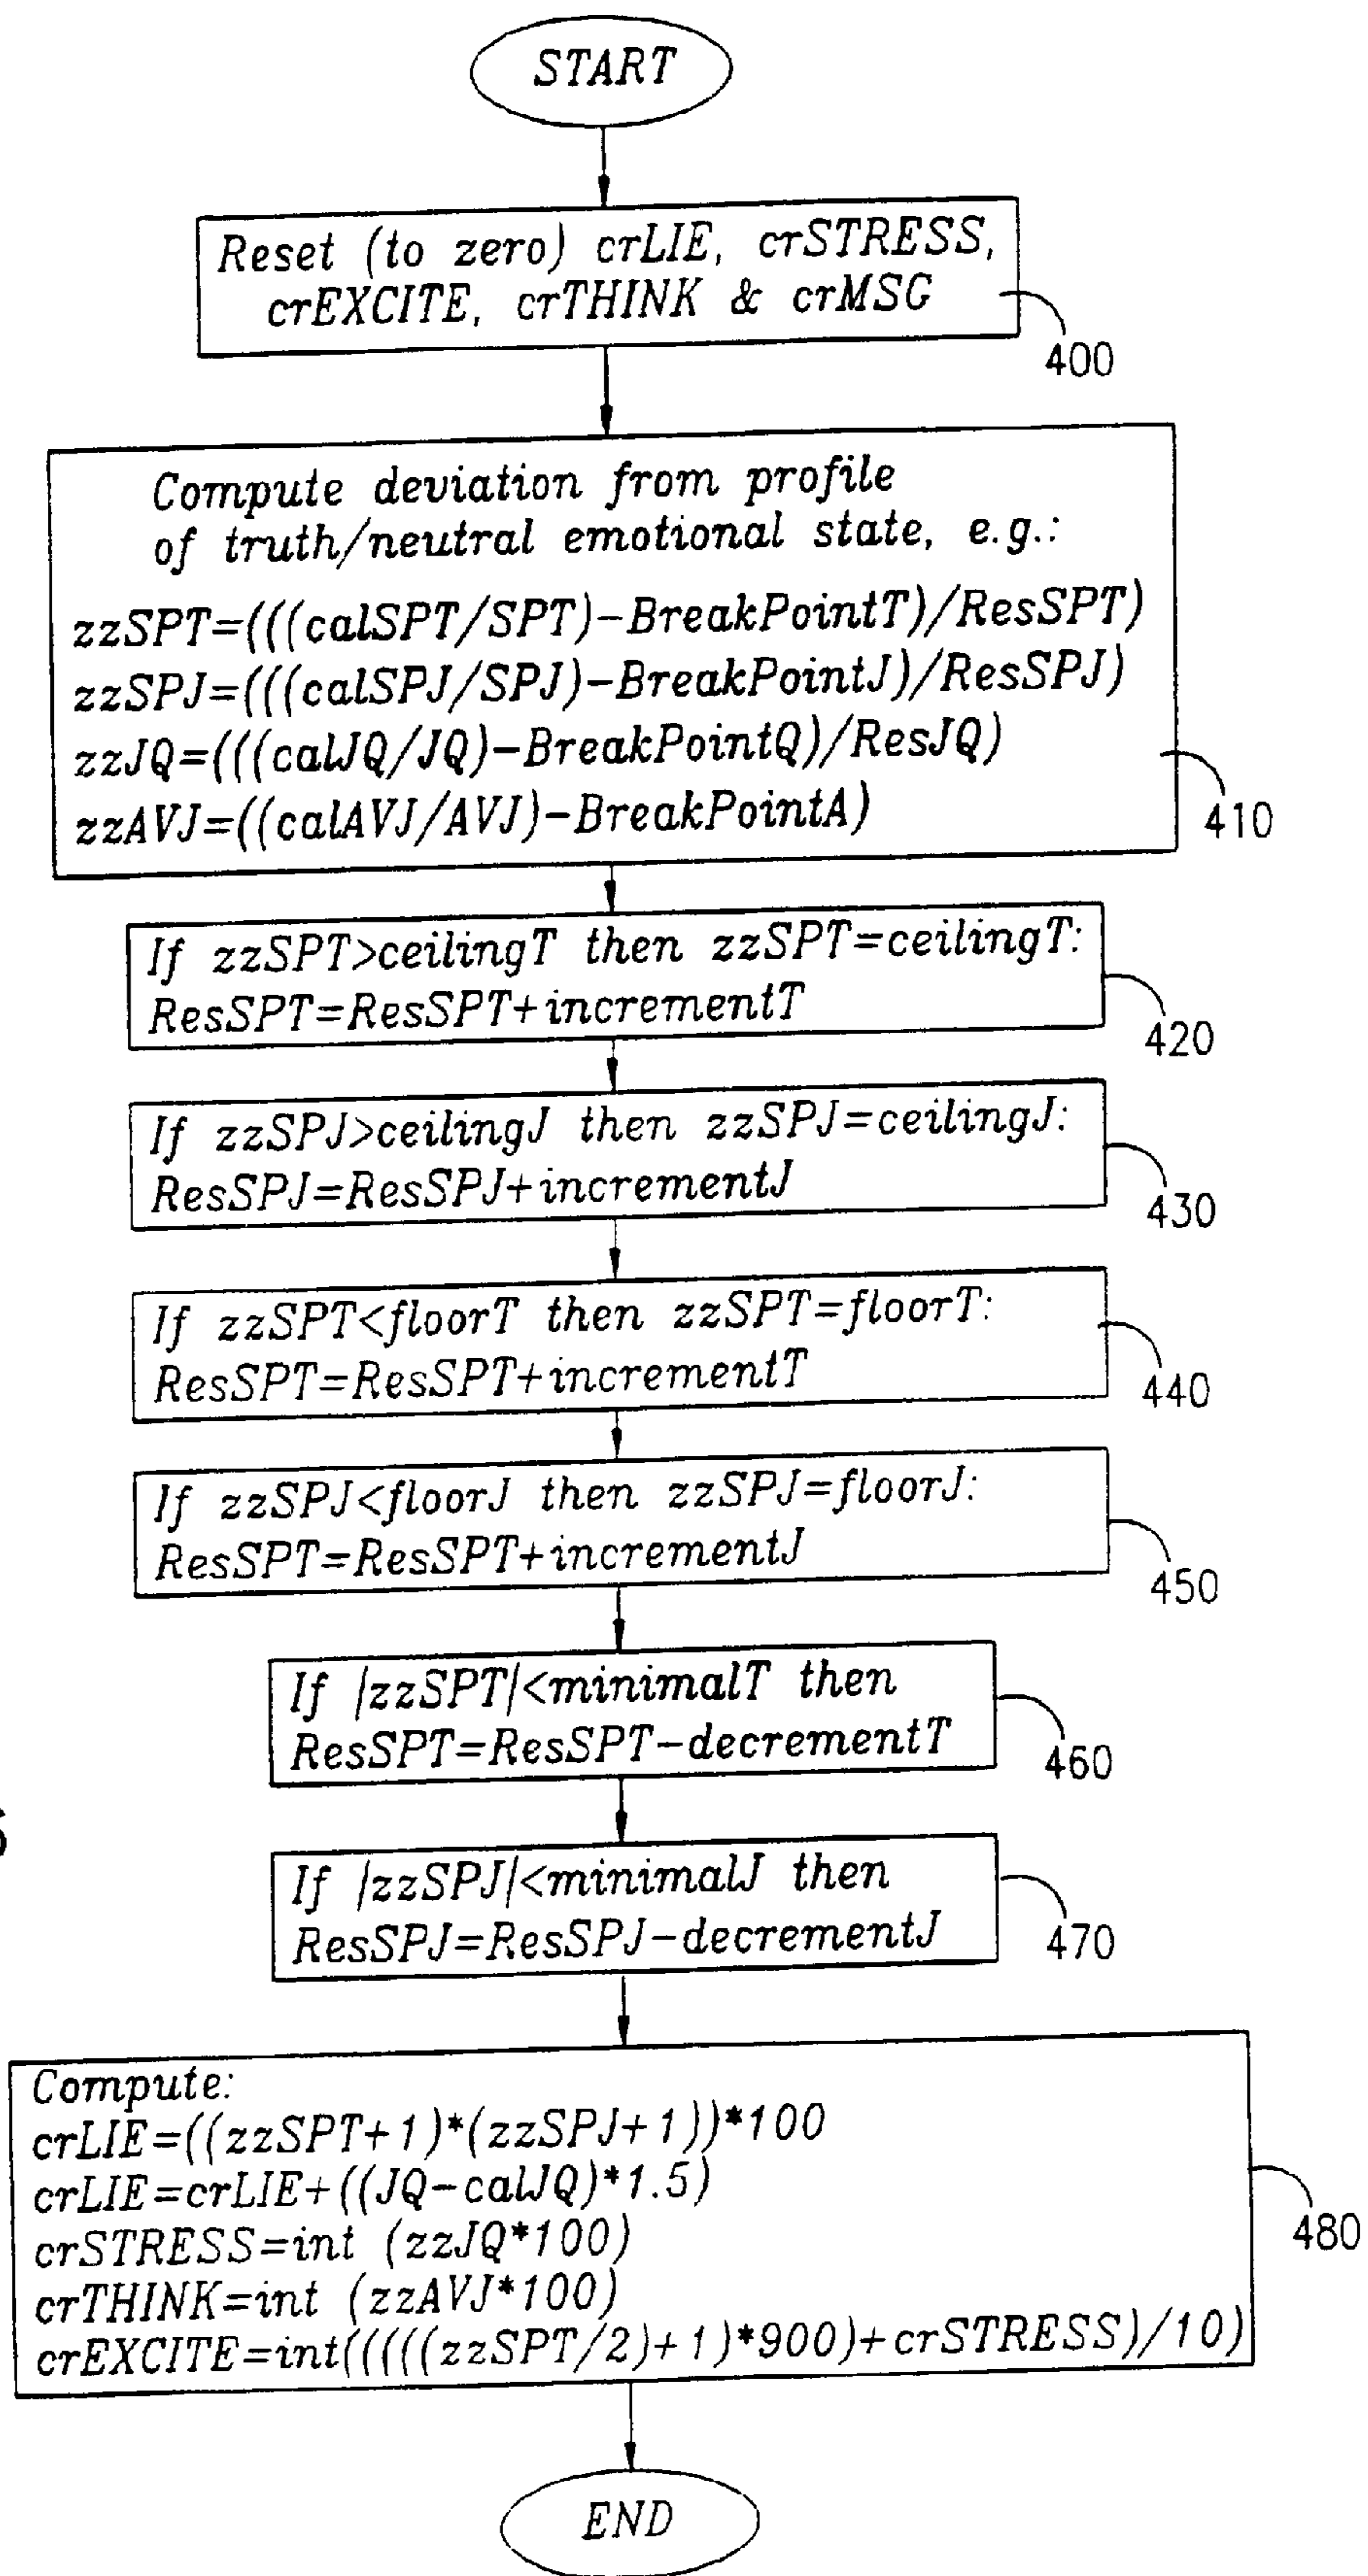 START
Reset (to zero) crLIE, crSTRESS,
crEXCITE, crTHINK & crMSG
400
Compute deviation from profile
of truth/neutral emotional state, e.g.:
zzSPT=(((calSPT/SPT)-BreakPointT)/ResSPT)
zzSPJ=(((calSPJ/SPJ)-BreakPointJ)/ResSPJ)
zzJQ=(((calJQ/JQ)-BreakPointQ)/ResJQ)
zzAVJ=((calAVJ/AVJ)-BreakPointA)
410
If zzSPT>ceilingT then zzSPT=ceilingT:
ResSPT=ResSPT+incrementT
420
If zzSPJ>ceilingJ then zzSPJ=ceilingJ:
ResSPJ=ResSPJ+incrementJ
430
If zzSPT<floorT then zzSPT=floorT:
ResSPT=ResSPT+incrementT
440
If zzSPJ<floorJ then zzSPJ=floorJ:
ResSPT=ResSPT+incrementJ
450
If |zzSPT|<minimalT then
ResSPT=ResSPT-decrementT
460
If |zzSPJ|<minimalJ then
ResSPJ=ResSPJ-decrementJ
470
Compute:
crLIE=((zzSPT+1)*(zzSPJ+1))*100
crLIE=crLIE+((JQ-calJQ)*1.5)
crSTRESS=int (zzJQ*100)
crTHINK=int (zzAVJ*100)
crEXCITE=int(((((zzSPT/2)+1)*900)+crSTRESS)/10)
480
END